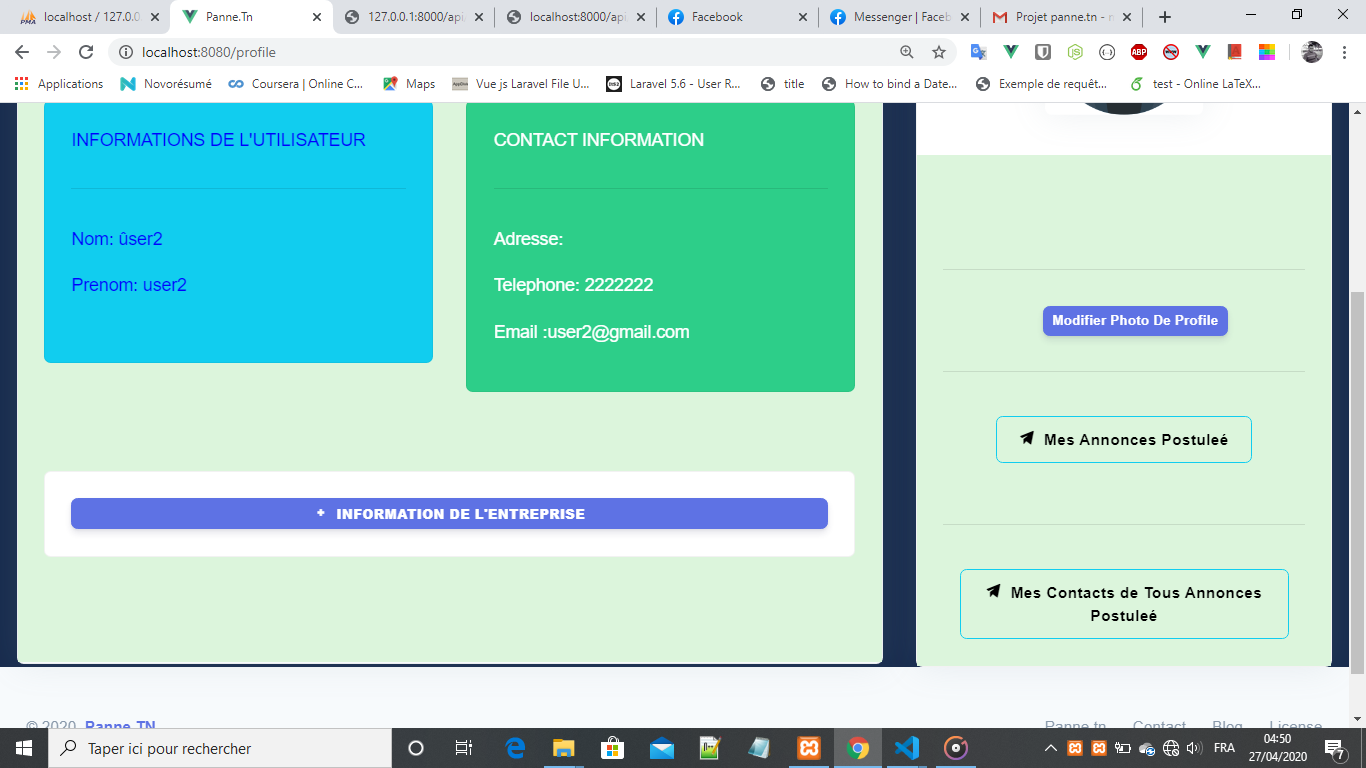 localhost / 127.0.0
Panne.Tn
127.0.0.1:8000/api
localhost:8000/api
Facebook
Messenger | Faceb
Projet panne.tn - n
localhost:8080/profile
Applications
Novorésumé
Coursera | Online C...
Maps
Vue js Laravel File U...
Laravel 5.6 - User R...
title
How to bind a Date...
Exemple de requêt...
test - Online LaTeX...
INFORMATIONS DE L'UTILISATEUR
Nom: ûser2
Prenom: user2
CONTACT INFORMATION
Adresse:
Telephone: 2222222
Email :user2@gmail.com
+ INFORMATION DE L'ENTREPRISE
Modifier Photo De Profile
Mes Annonces Postuleé
Mes Contacts de Tous Annonces
Postuleé
© 2020 Panne.TN
Panne.tn Contact Blog License
Taper ici pour rechercher
FRA
04:50
27/04/2020
7